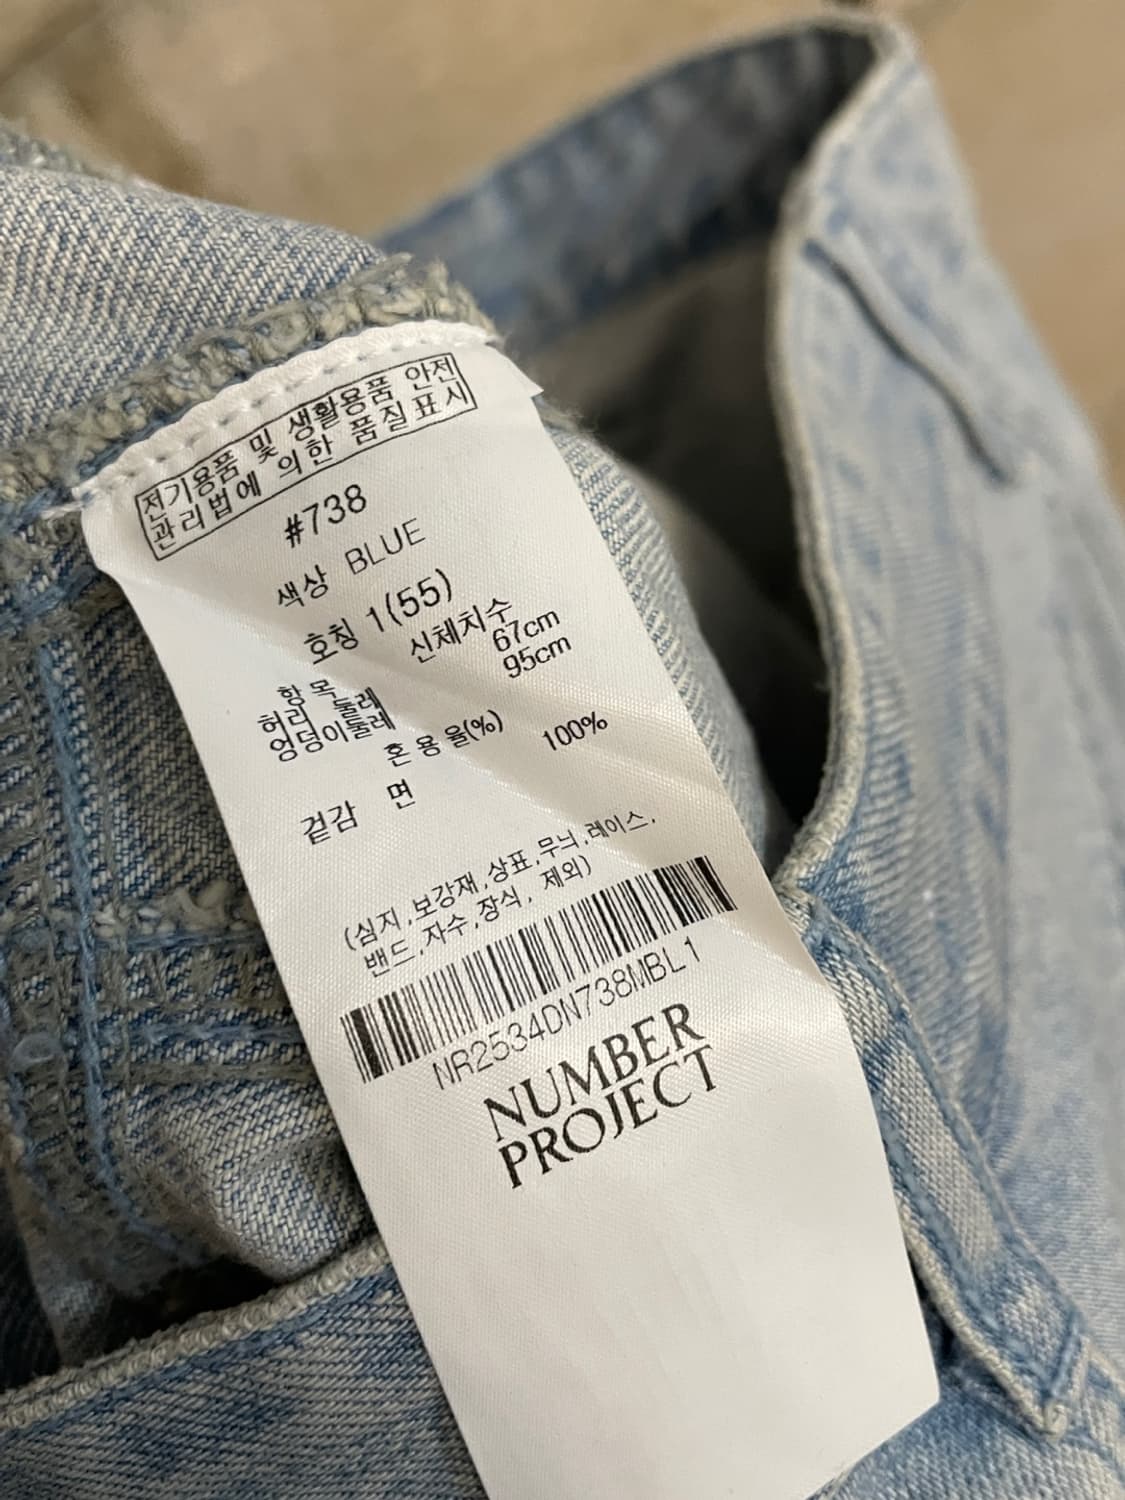 전기용품 및 생활용품 안전
관리법에 의한 품질표시
#738
색상 BLUE
호칭 1(55)
항목 신체치수
허리둘레 67cm
엉덩이둘레 95cm
혼용율(%)
겉감 면 100%
(심지,보강재,상표,무늬,레이스,
밴드,자수,장식, 제외)
NR2534DN738MBL1
NUMBER
PROJECT